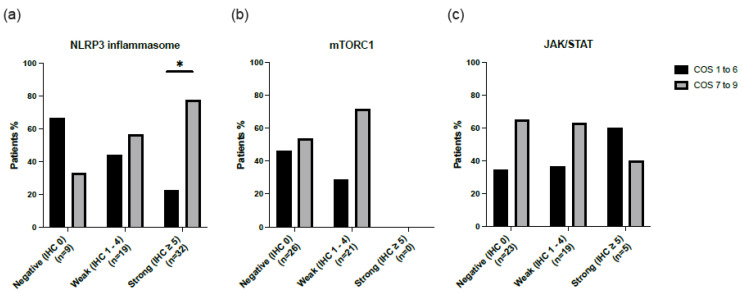 (a)
NLRP3 inflammasome
*
Patients %
100
80
60
40
20
0
Negative (IHC 0)
(n=9)
Weak (IHC 1 - 4)
(n=19)
Strong (IHC ≥ 5)
(n=32)
(b)
mTORC1
Patients %
100
80
60
40
20
0
Negative (IHC 0)
(n=26)
Weak (IHC 1 - 4)
(n=21)
Strong (IHC ≥ 5)
(n=0)
(c)
JAK/STAT
Patients %
100
80
60
40
20
0
Negative (IHC 0)
(n=23)
Weak (IHC 1 - 4)
(n=19)
Strong (IHC ≥ 5)
(n=5)
COS 1 to 6
COS 7 to 9